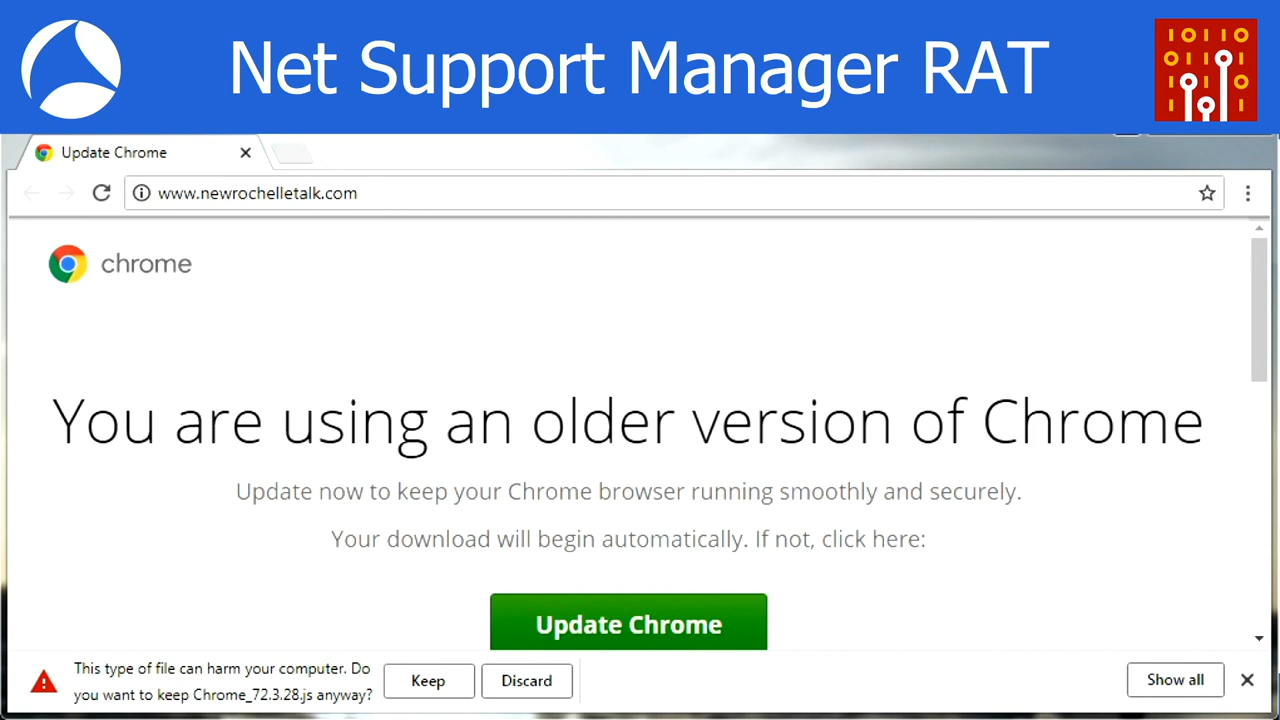 Net Support Manager RAT
1011O
O1O11O
Update Chrome
www.newrochelletalk.com
chrome
You are using an older version of Chrome
Update now to keep your Chrome browser running smoothly and securely.
Your download will begin automatically. If not, click here:
Update Chrome
This type of file can harm your computer. Do
you want to keep Chrome_72.3.28.js anyway?
Keep
Discard
Show all